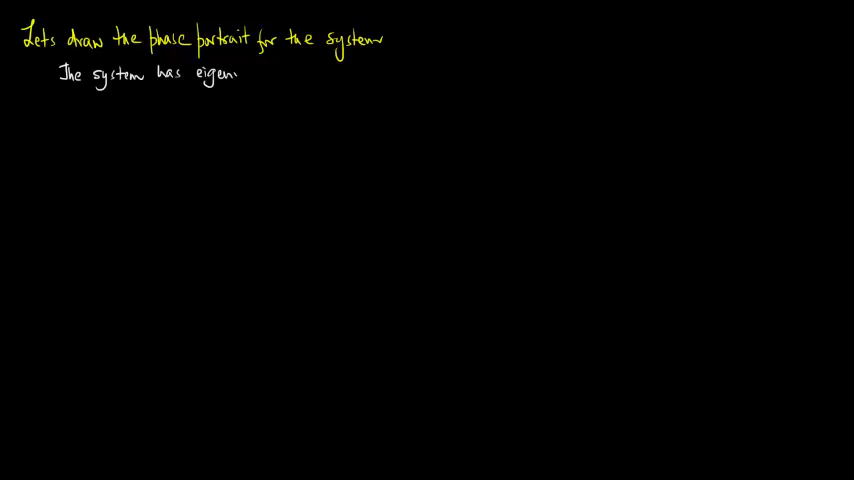 Lets draw the phase portrait for the system
The system has eigen